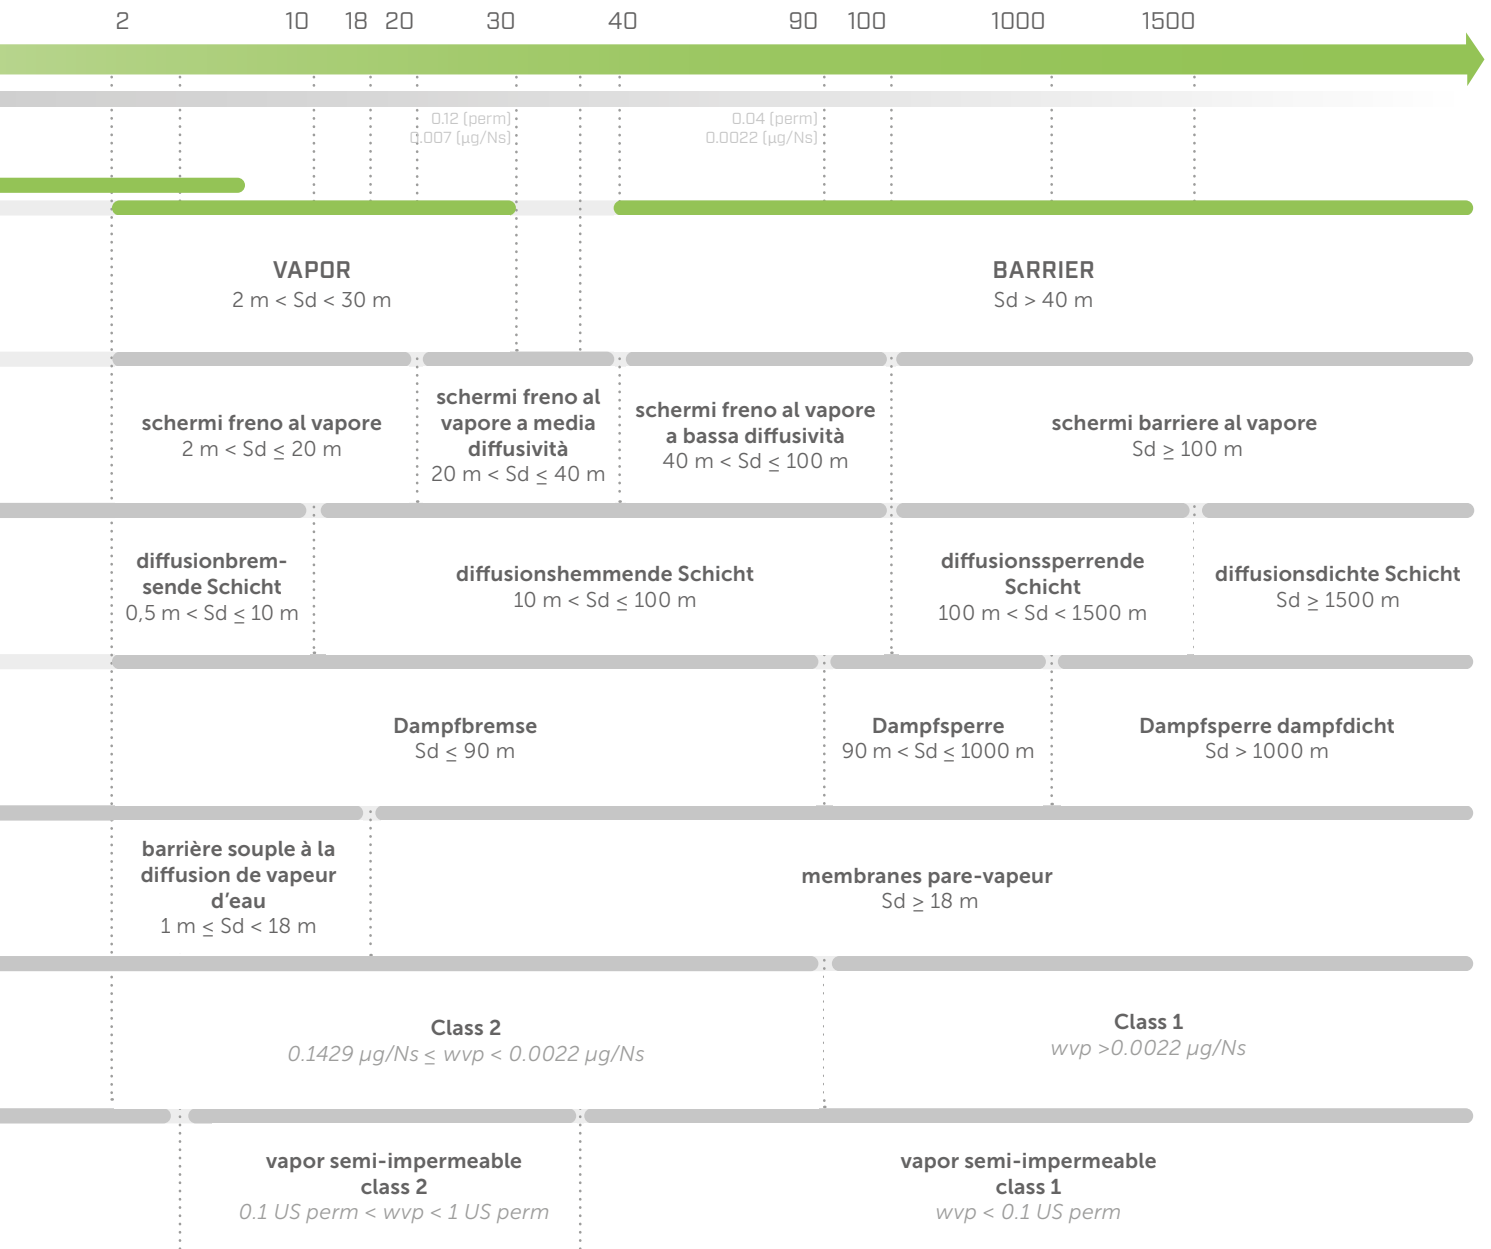 2 10 18 20 30 40 90 100 1000 1500
0.12 (perm)
0.007 (µg/Ns)
0.04 (perm)
0.0022 (µg/Ns)
VAPOR
2 m < Sd < 30 m
BARRIER
Sd > 40 m
schermi freno al vapore
2 m < Sd ≤ 20 m
schermi freno al
vapore a media
diffusività
20 m < Sd ≤ 40 m
schermi freno al vapore
a bassa diffusività
40 m < Sd ≤ 100 m
schermi barriere al vapore
Sd ≥ 100 m
diffusionbrem-
sende Schicht
0,5 m < Sd ≤ 10 m
diffusionshemmende Schicht
10 m < Sd ≤ 100 m
diffusionssperrende
Schicht
100 m < Sd < 1500 m
diffusionsdichte Schicht
Sd ≥ 1500 m
Dampfbremse
Sd ≤ 90 m
Dampfsperre
90 m < Sd ≤ 1000 m
Dampfsperre dampfdicht
Sd > 1000 m
barrière souple à la
diffusion de vapeur
d'eau
1 m ≤ Sd < 18 m
membranes pare-vapeur
Sd ≥ 18 m
Class 2
0.1429 µg/Ns ≤ wvp < 0.0022 µg/Ns
Class 1
wvp >0.0022 µg/Ns
vapor semi-impermeable
class 2
0.1 US perm < wvp < 1 US perm
vapor semi-impermeable
class 1
wvp < 0.1 US perm